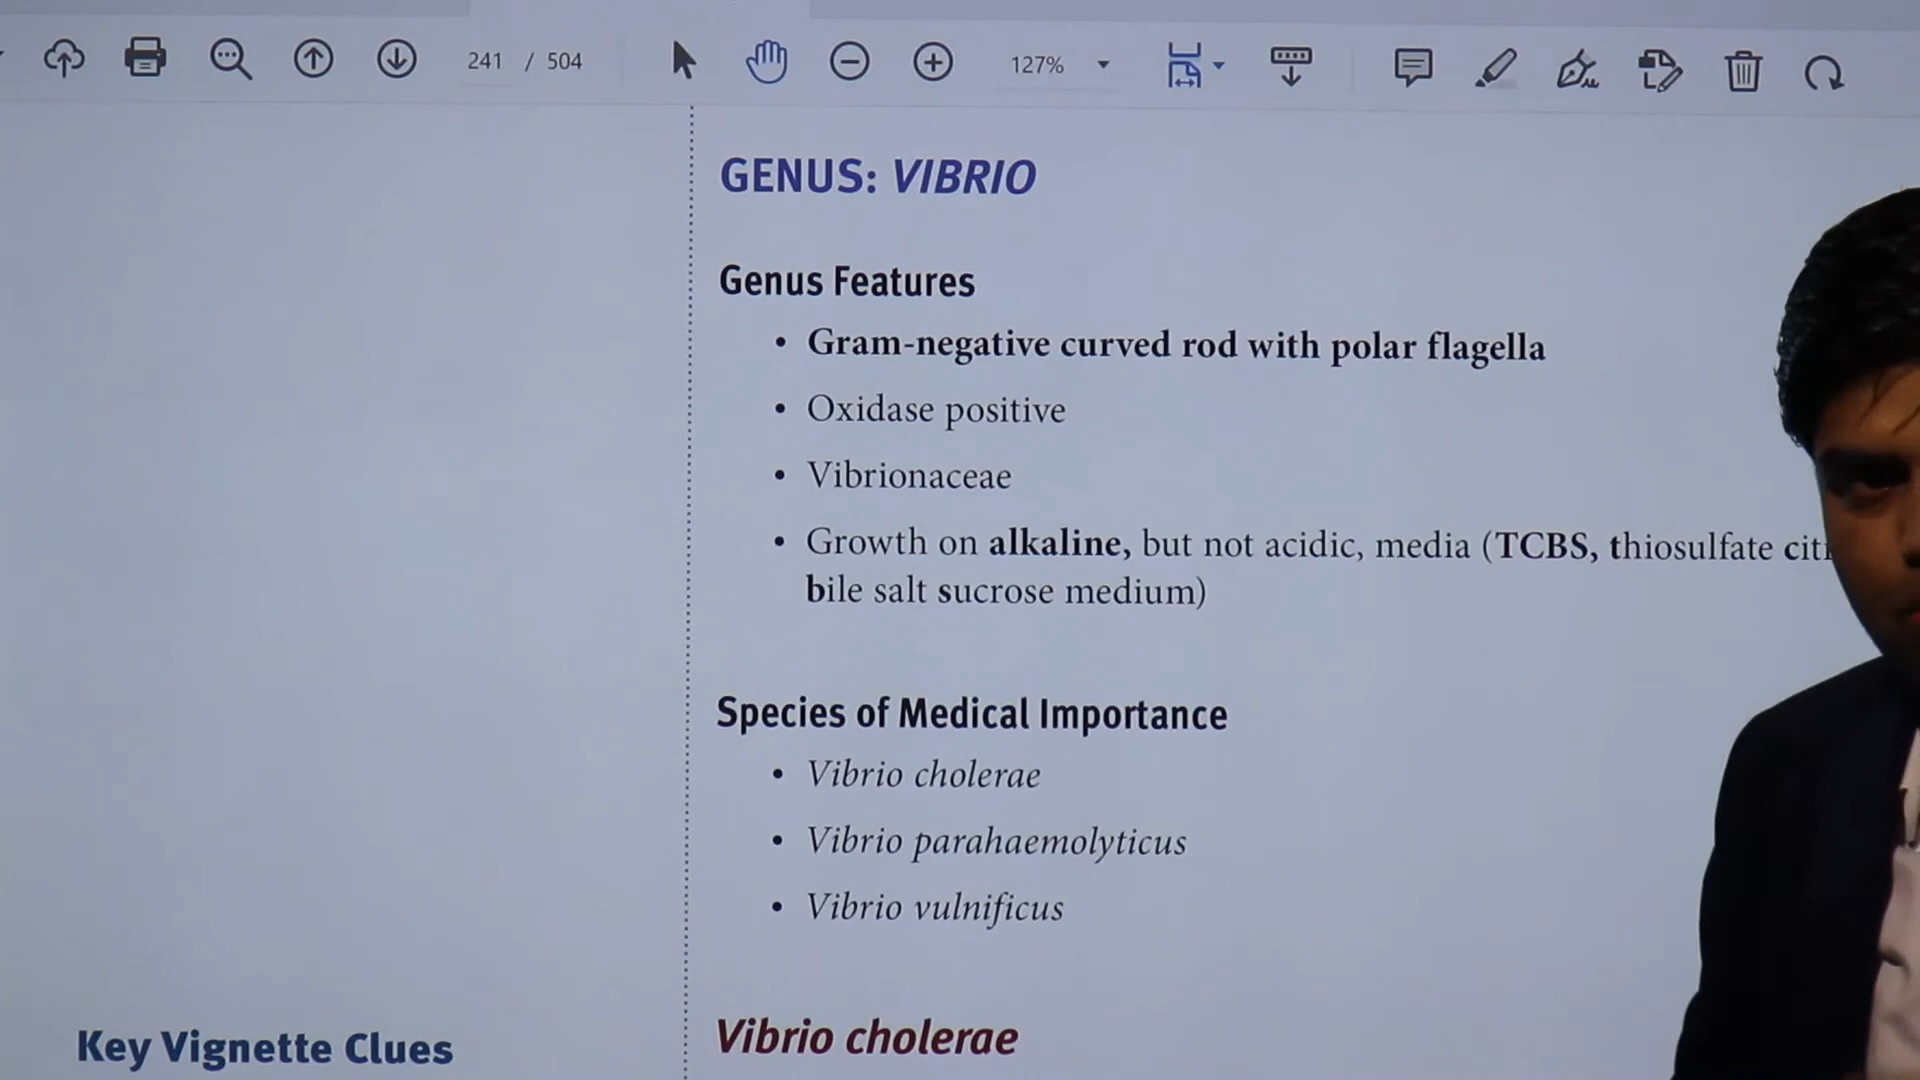 241 / 504
127%
GENUS: VIBRIO
Genus Features
• Gram-negative curved rod with polar flagella
• Oxidase positive
• Vibrionaceae
• Growth on alkaline, but not acidic, media (TCBS, thiosulfate
bile salt sucrose medium)
Species of Medical Importance
• Vibrio cholerae
• Vibrio parahaemolyticus
• Vibrio vulnificus
Key Vignette Clues
Vibrio cholerae